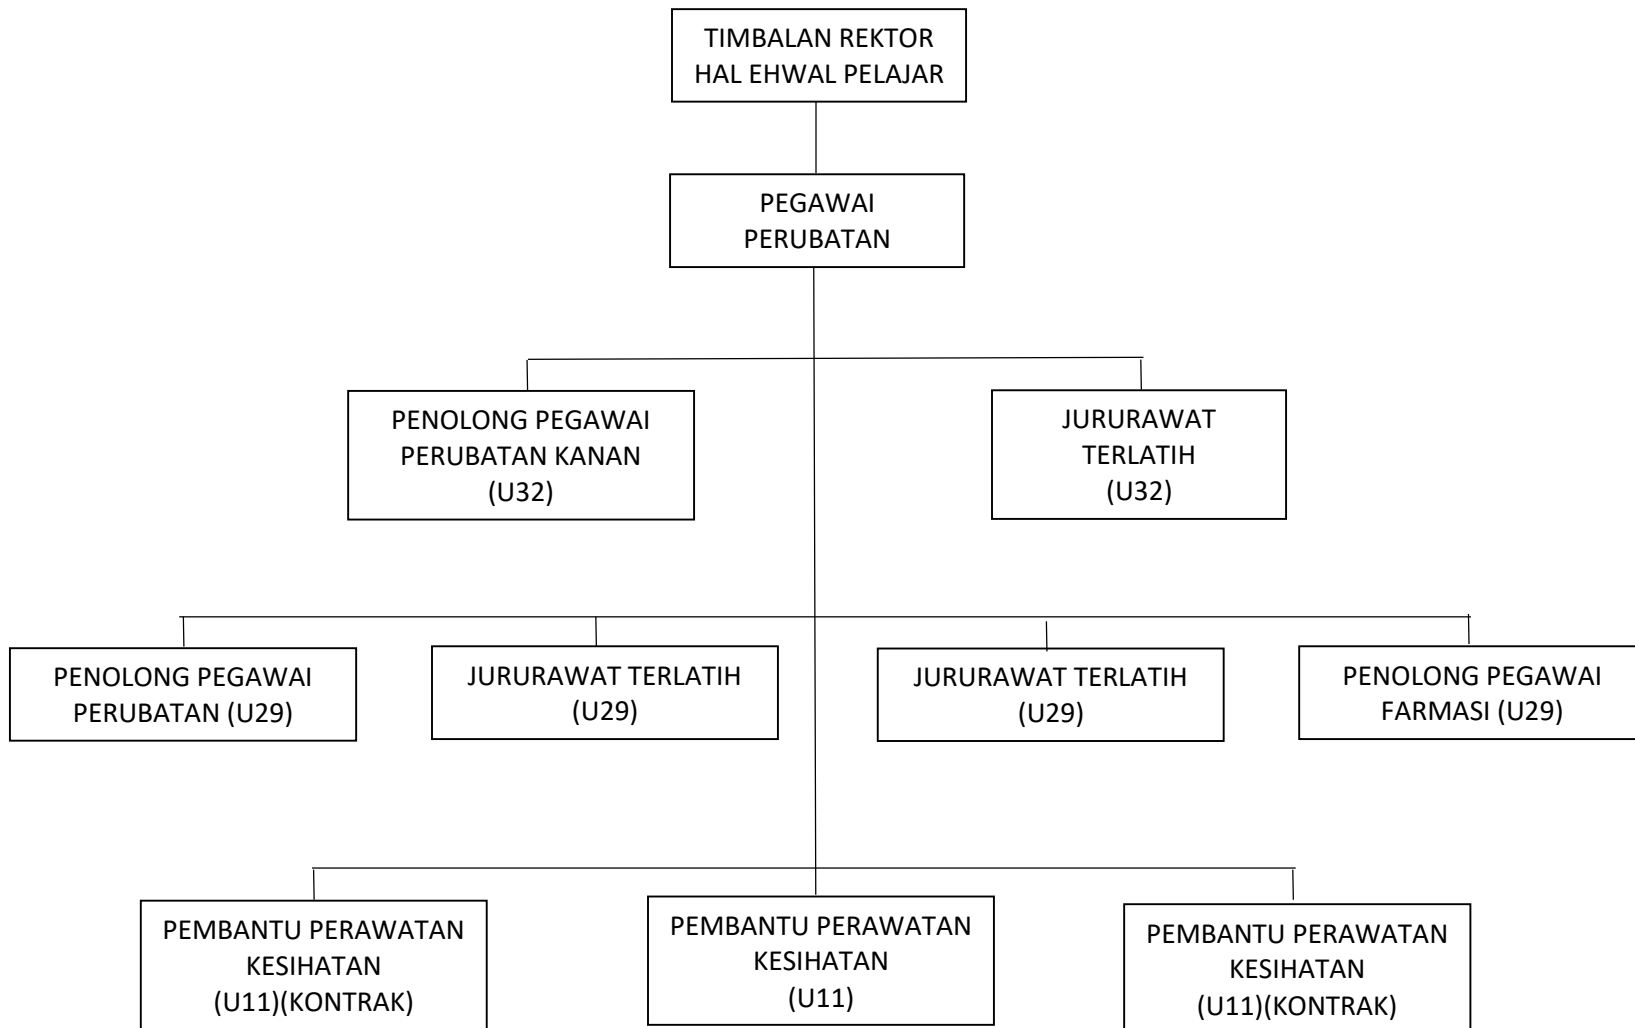 TIMBALAN REKTOR
HAL EHWAL PELAJAR
PEGAWAI
PERUBATAN
PENOLONG PEGAWAI
PERUBATAN KANAN
(U32)
JURURAWAT
TERLATIH
(U32)
PENOLONG PEGAWAI
PERUBATAN (U29)
JURURAWAT TERLATIH
(U29)
JURURAWAT TERLATIH
(U29)
PENOLONG PEGAWAI
FARMASI (U29)
PEMBANTU PERAWATAN
KESIHATAN
(U11)(KONTRAK)
PEMBANTU PERAWATAN
KESIHATAN
(U11)
PEMBANTU PERAWATAN
KESIHATAN
(U11)(KONTRAK)